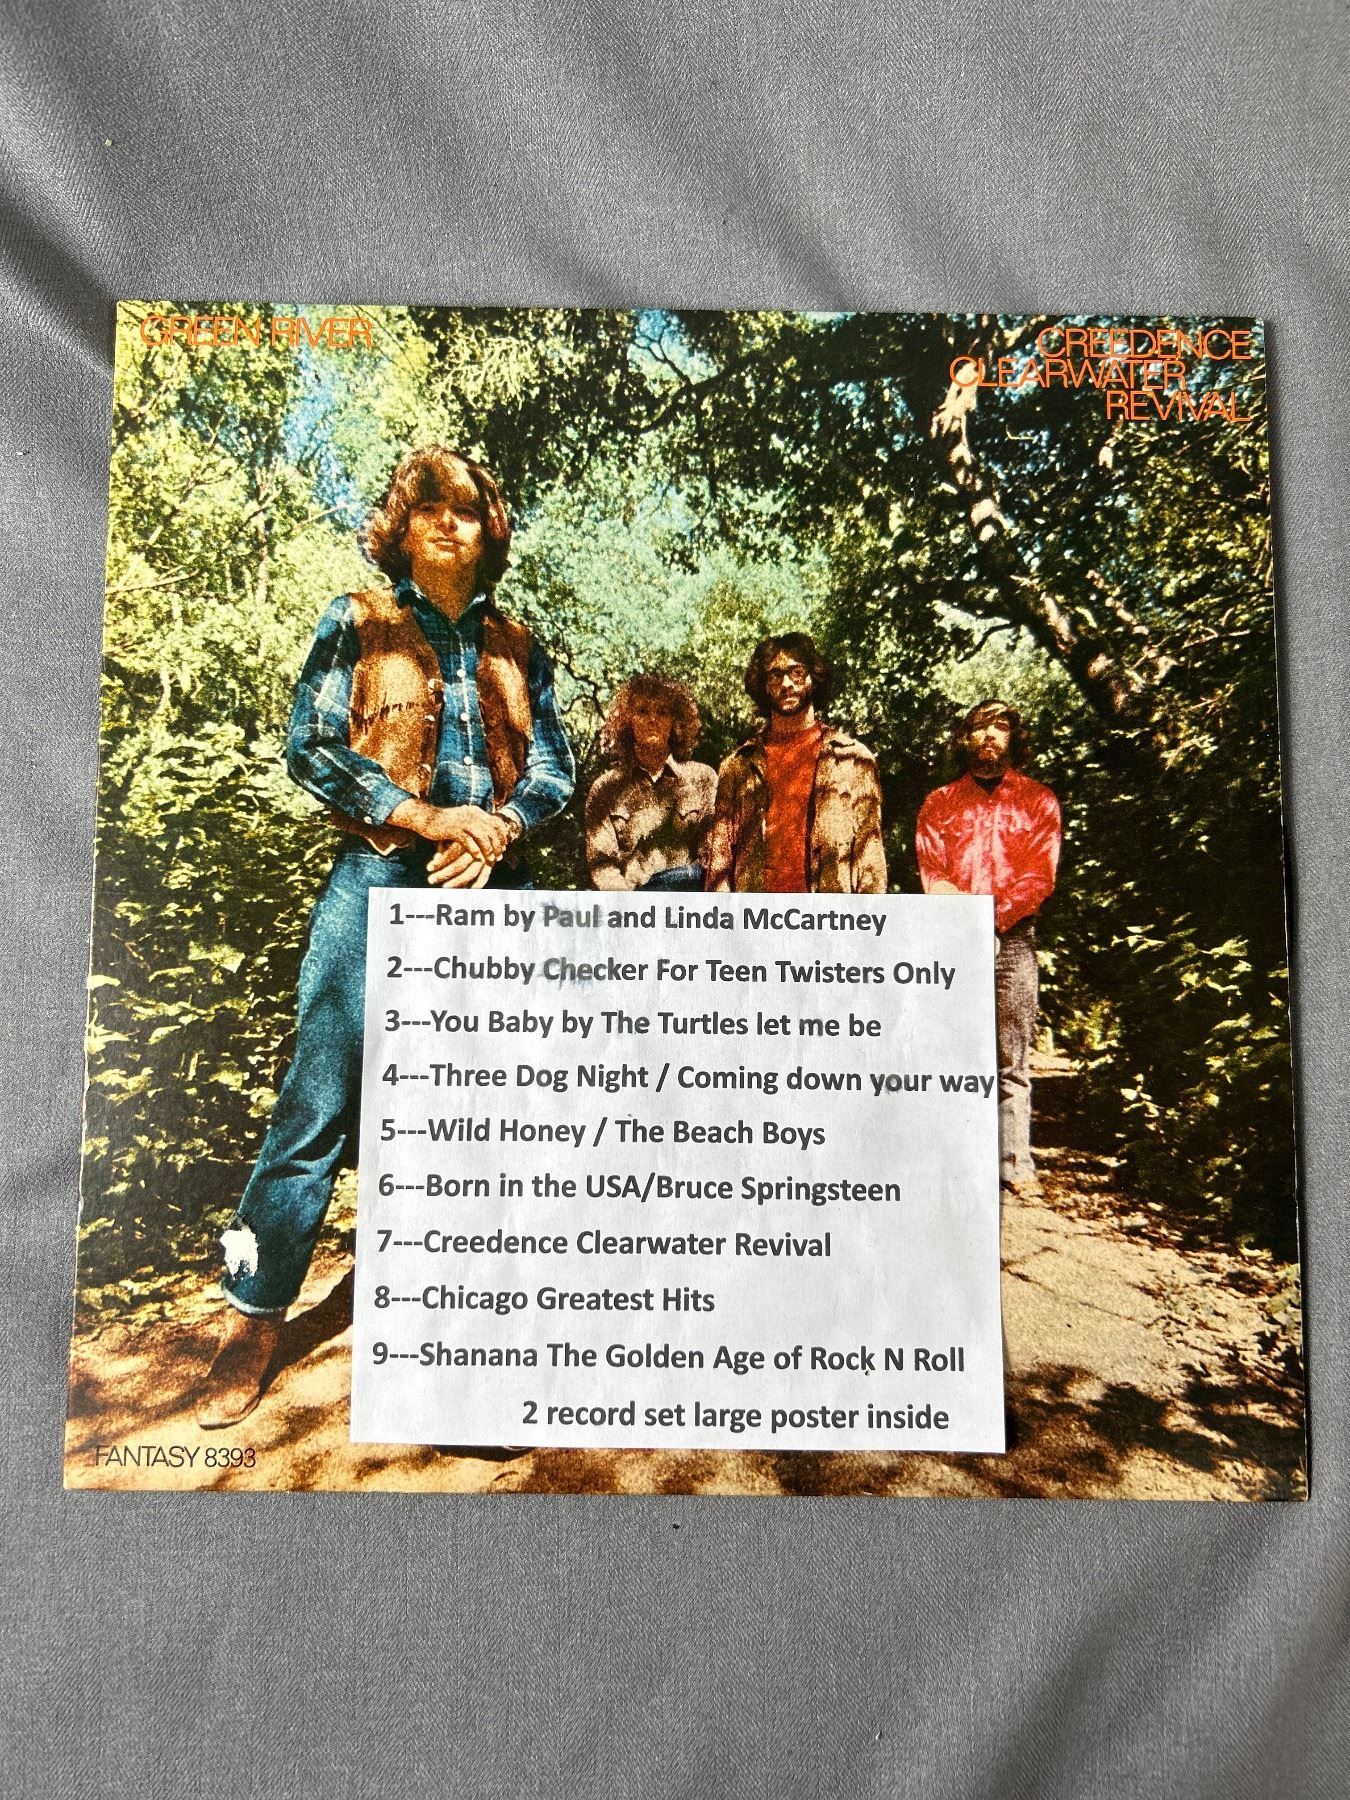 GREEN RIVER
CREEDENCE
CLEARWATER
REVIVAL
1---Ram by Paul and Linda McCartney
2---Chubby Checker For Teen Twisters Only
3---You Baby by The Turtles let me be
4---Three Dog Night / Coming down your way
5---Wild Honey / The Beach Boys
6---Born in the USA/Bruce Springsteen
7---Creedence Clearwater Revival
8---Chicago Greatest Hits
9---Shanana The Golden Age of Rock N Roll
2 record set large poster inside
FANTASY 8393